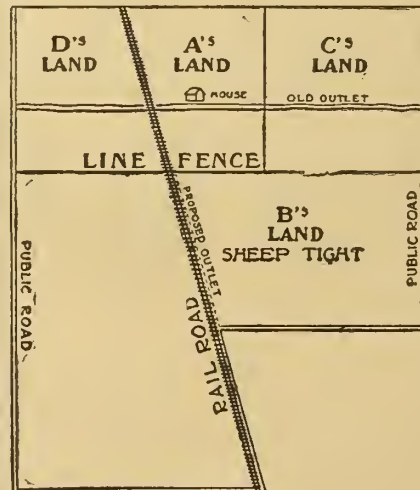 D'S
LAND
A'S
LAND
C'S
LAND
HOUSE
OLD OUTLET
LINE FENCE
PROPOSED OUTLET
B'S
LAND
SHEEP TIGHT
PUBLIC ROAD
PUBLIC ROAD
RAIL ROAD